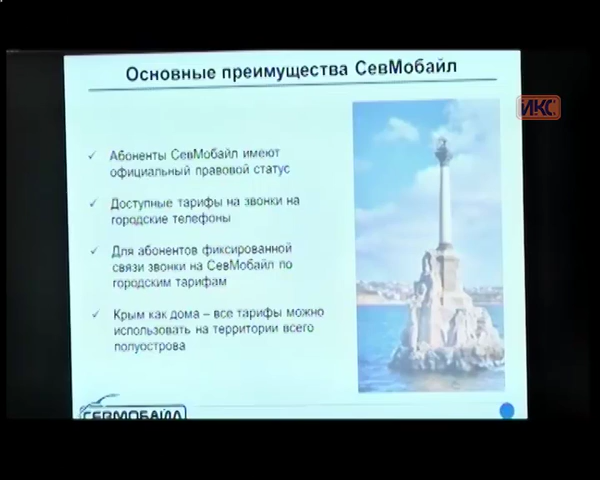 Основные преимущества СевМобайл
ИКС
Абоненты СевМобайл имеют
официальный правовой статус
Доступные тарифы на звонки на
городские телефоны
Для абонентов фиксированной
связи звонки на СевМобайл по
городским тарифам
Крым как дома – все тарифы можно
использовать на территории всего
полуострова
СЕВМОБАЙЛ